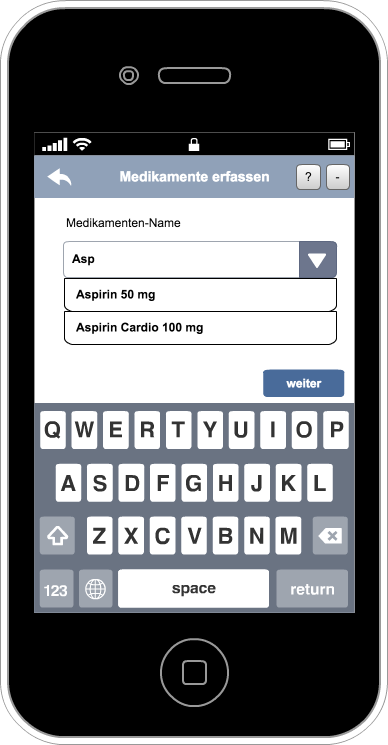 Medikamente erfassen ? -
Medikamenten-Name
Asp
Aspirin 50 mg
Aspirin Cardio 100 mg
weiter
Q W E R T Y U I O P
A S D F G H J K L
Z X C V B N M
123 space return